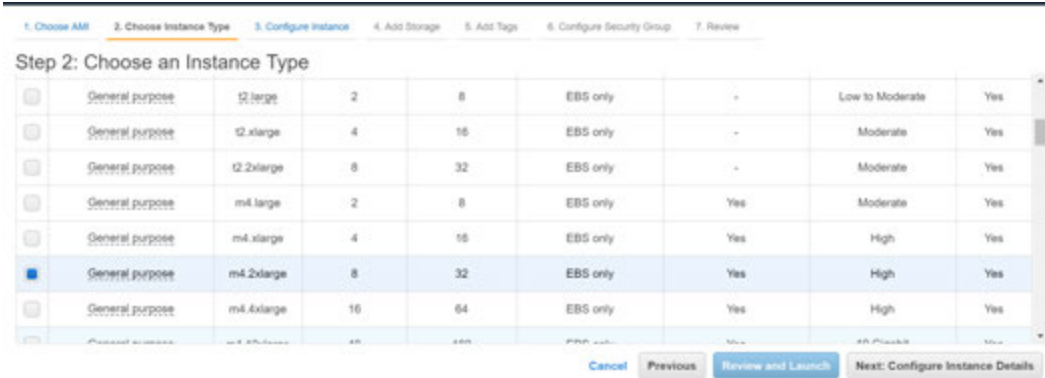 1. Choose AMI 2. Choose Instance Type 3. Configure Instance 4. Add Storage 5. Add Tags 6. Configure Security Group 7. Review
Step 2: Choose an Instance Type
General purpose t2.large 2 8 EBS only - Low to Moderate Yes
General purpose t2.xlarge 4 16 EBS only - Moderate Yes
General purpose t2.2xlarge 8 32 EBS only - Moderate Yes
General purpose m4.large 2 8 EBS only Yes Moderate Yes
General purpose m4.xlarge 4 16 EBS only Yes High Yes
General purpose m4.2xlarge 8 32 EBS only Yes High Yes
General purpose m4.4xlarge 16 64 EBS only Yes High Yes
Cancel Previous Review and Launch Next: Configure Instance Details